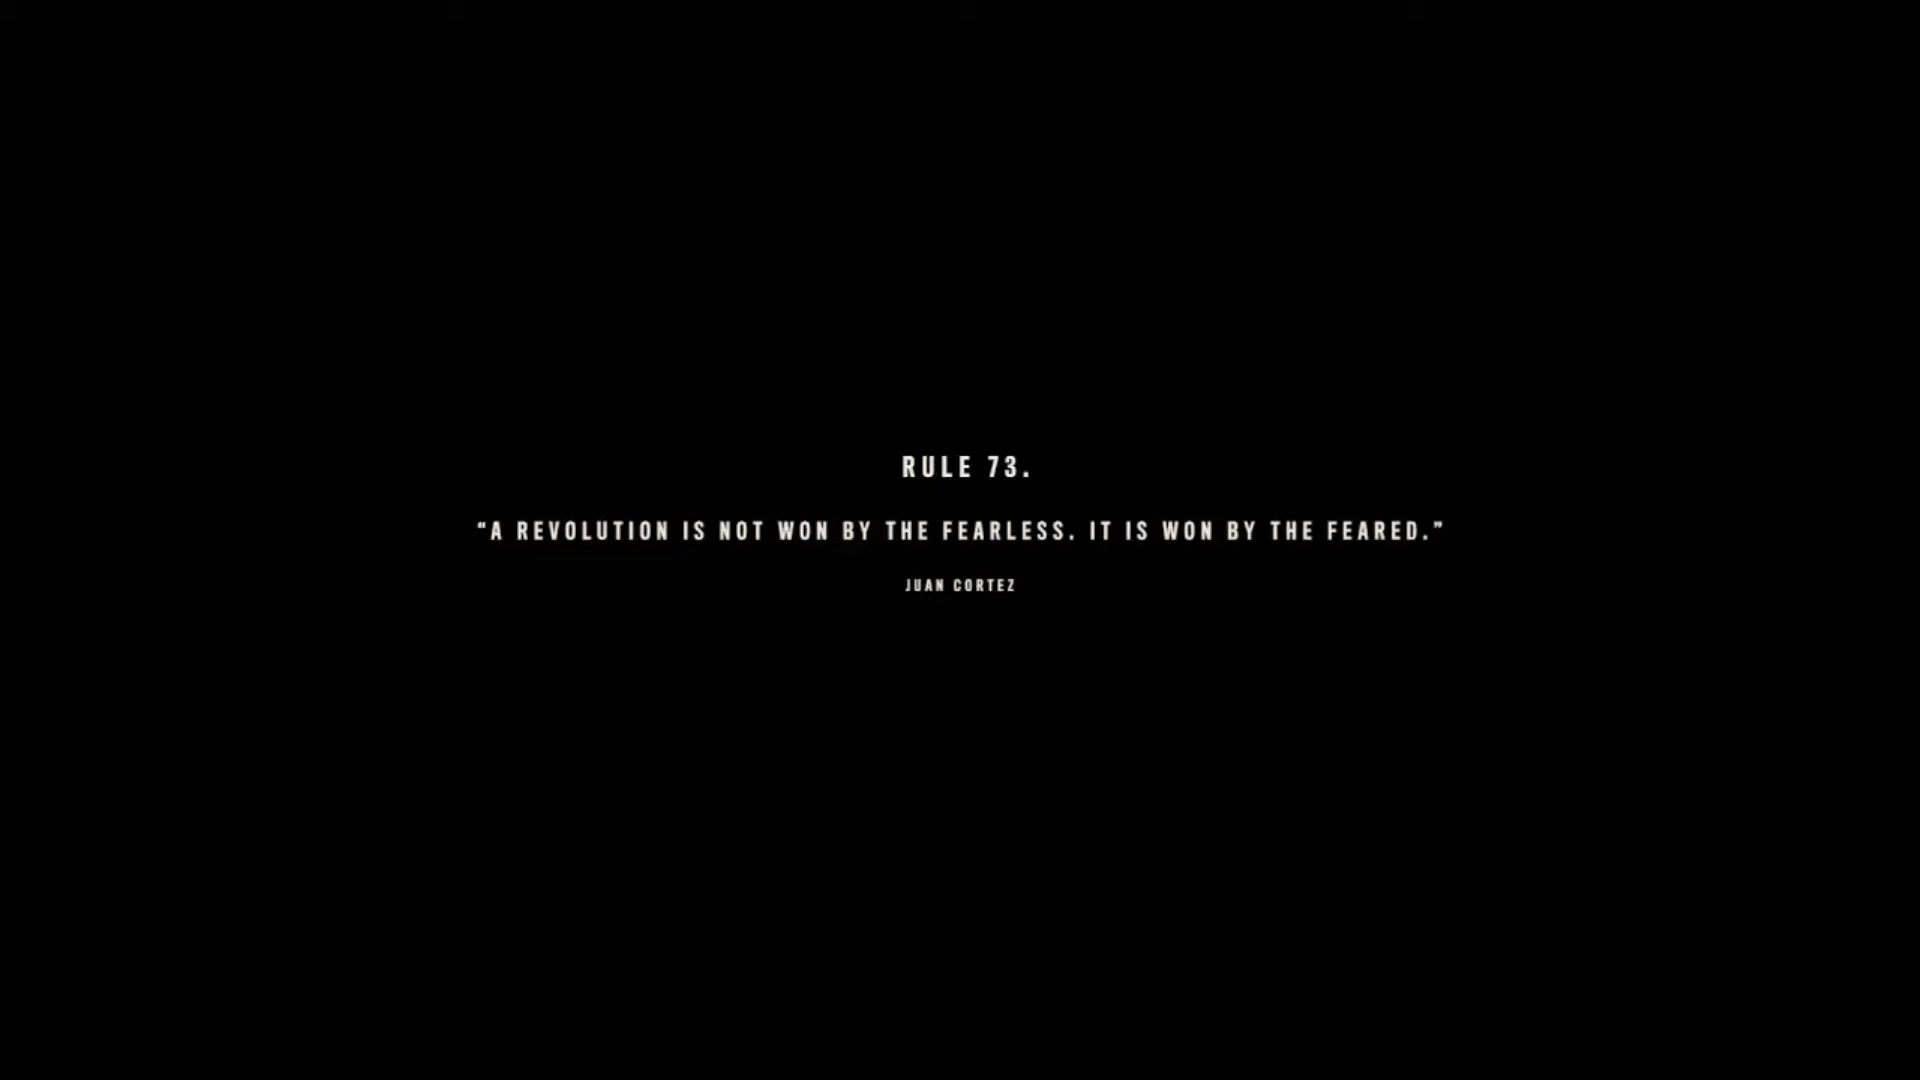 RULE 73.
“A REVOLUTION IS NOT WON BY THE FEARLESS. IT IS WON BY THE FEARED.”
JUAN CORTEZ